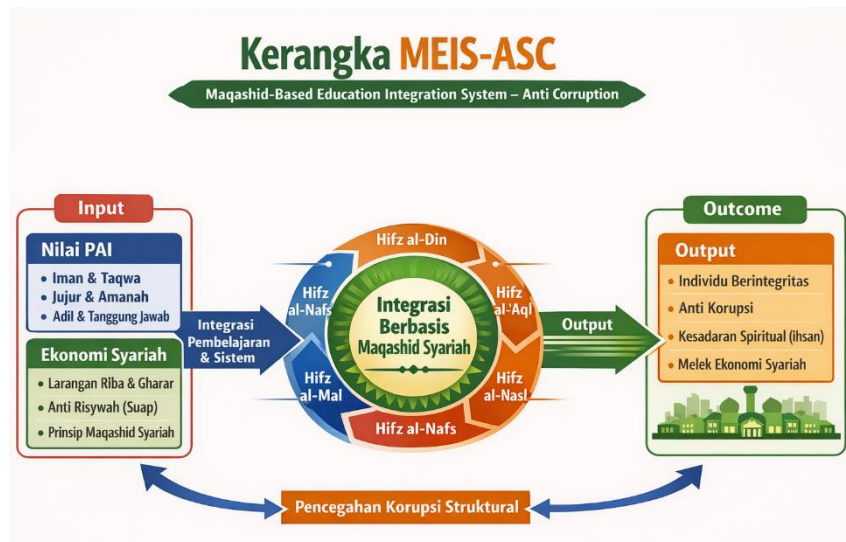 Kerangka MEIS-ASC
Maqashid-Based Education Integration System – Anti Corruption
Input
Nilai PAI
• Iman & Taqwa
• Jujur & Amanah
• Adil & Tanggung Jawab
Ekonomi Syariah
• Larangan Riba & Gharar
• Anti Risywah (Suap)
• Prinsip Maqashid Syariah
Integrasi
Pembelajaran
& Sistem
Hifz al-Din
Hifz
al-Nafs
Hifz
al-'Aql
Integrasi
Berbasis
Maqashid Syariah
Hifz
al-Mal
Hifz
al-Nasl
Hifz al-Nafs
Output
Outcome
Output
• Individu Berintegritas
• Anti Korupsi
• Kesadaran Spiritual (ihsan)
• Melek Ekonomi Syariah
Pencegahan Korupsi Struktural